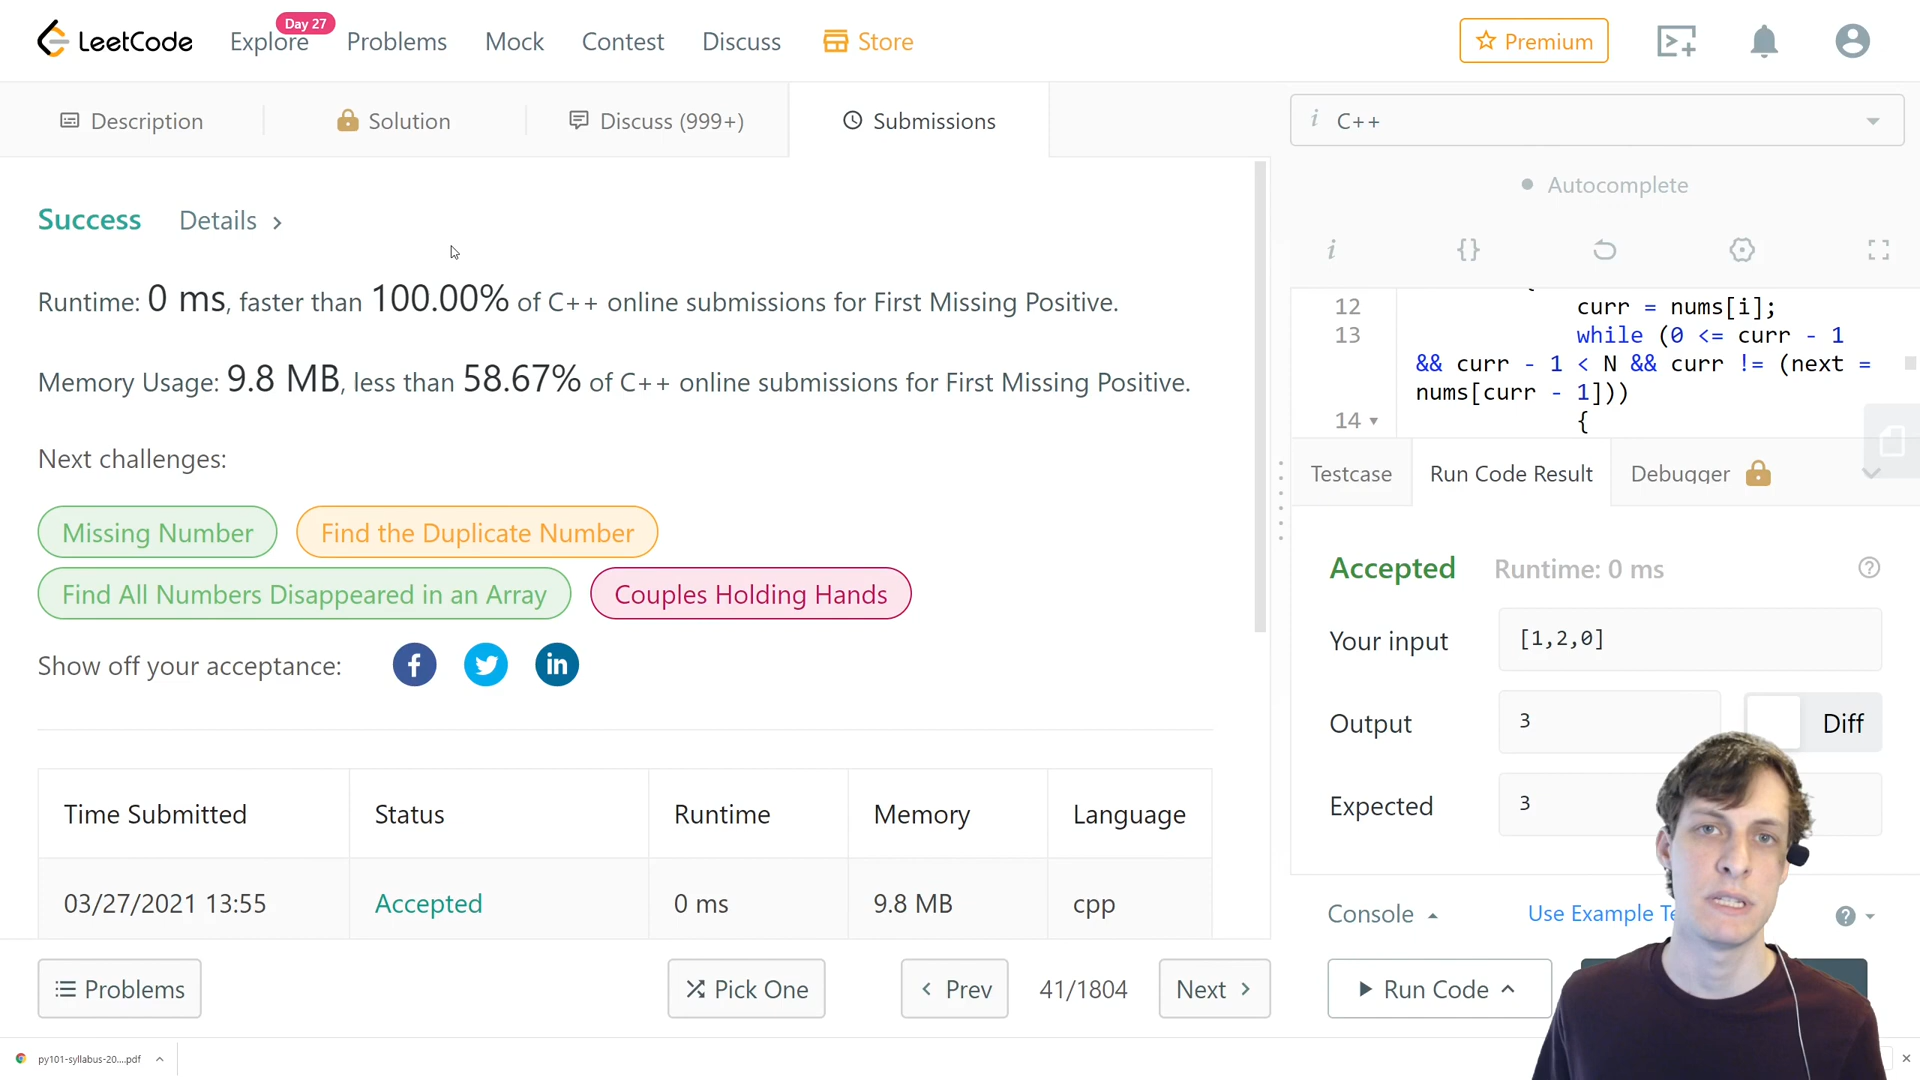 LeetCode
Explore
Day 27
Problems
Mock
Contest
Discuss
Store
Premium
Description
Solution
Discuss (999+)
Submissions
i C++
Autocomplete
Success Details
Runtime: 0 ms, faster than 100.00% of C++ online submissions for First Missing Positive.
Memory Usage: 9.8 MB, less than 58.67% of C++ online submissions for First Missing Positive.
Next challenges:
Missing Number
Find the Duplicate Number
Find All Numbers Disappeared in an Array
Couples Holding Hands
Show off your acceptance:
Time Submitted Status Runtime Memory Language
03/27/2021 13:55 Accepted 0 ms 9.8 MB cpp
Problems
Pick One
Prev
41/1804
Next
i {}
12 curr = nums[i];
13 while (0 <= curr - 1
&& curr - 1 < N && curr != (next =
nums[curr - 1]))
14 {
Testcase
Run Code Result
Debugger
Accepted Runtime: 0 ms
Your input [1,2,0]
Output 3
Diff
Expected 3
Console
Use Example
Run Code
py101-syllabus-20....pdf